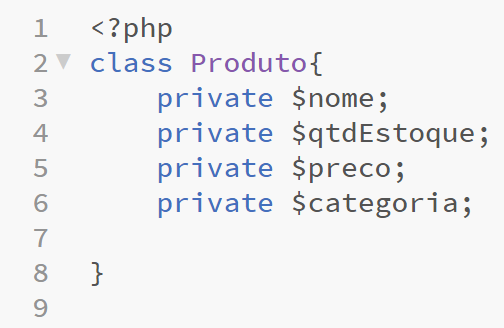 1 <?php
2 class Produto{
3     private $nome;
4     private $qtdEstoque;
5     private $preco;
6     private $categoria;
7
8 }
9